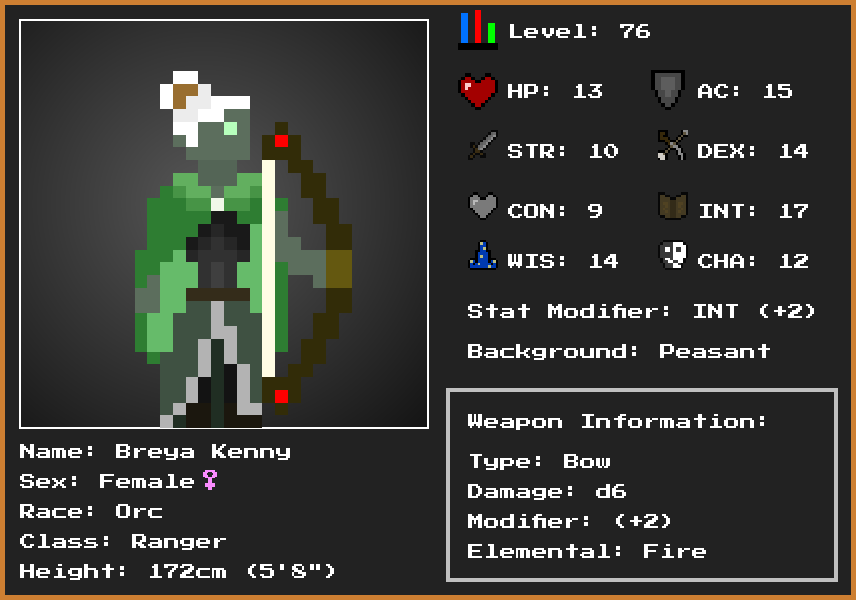 Level: 76
HP: 13
AC: 15
STR: 10
DEX: 14
CON: 9
INT: 17
WIS: 14
CHA: 12
Stat Modifier: INT (+2)
Background: Peasant
Weapon Information:
Type: Bow
Damage: d6
Modifier: (+2)
Elemental: Fire
Name: Breya Kenny
Sex: Female♀
Race: Orc
Class: Ranger
Height: 172cm (5'8")